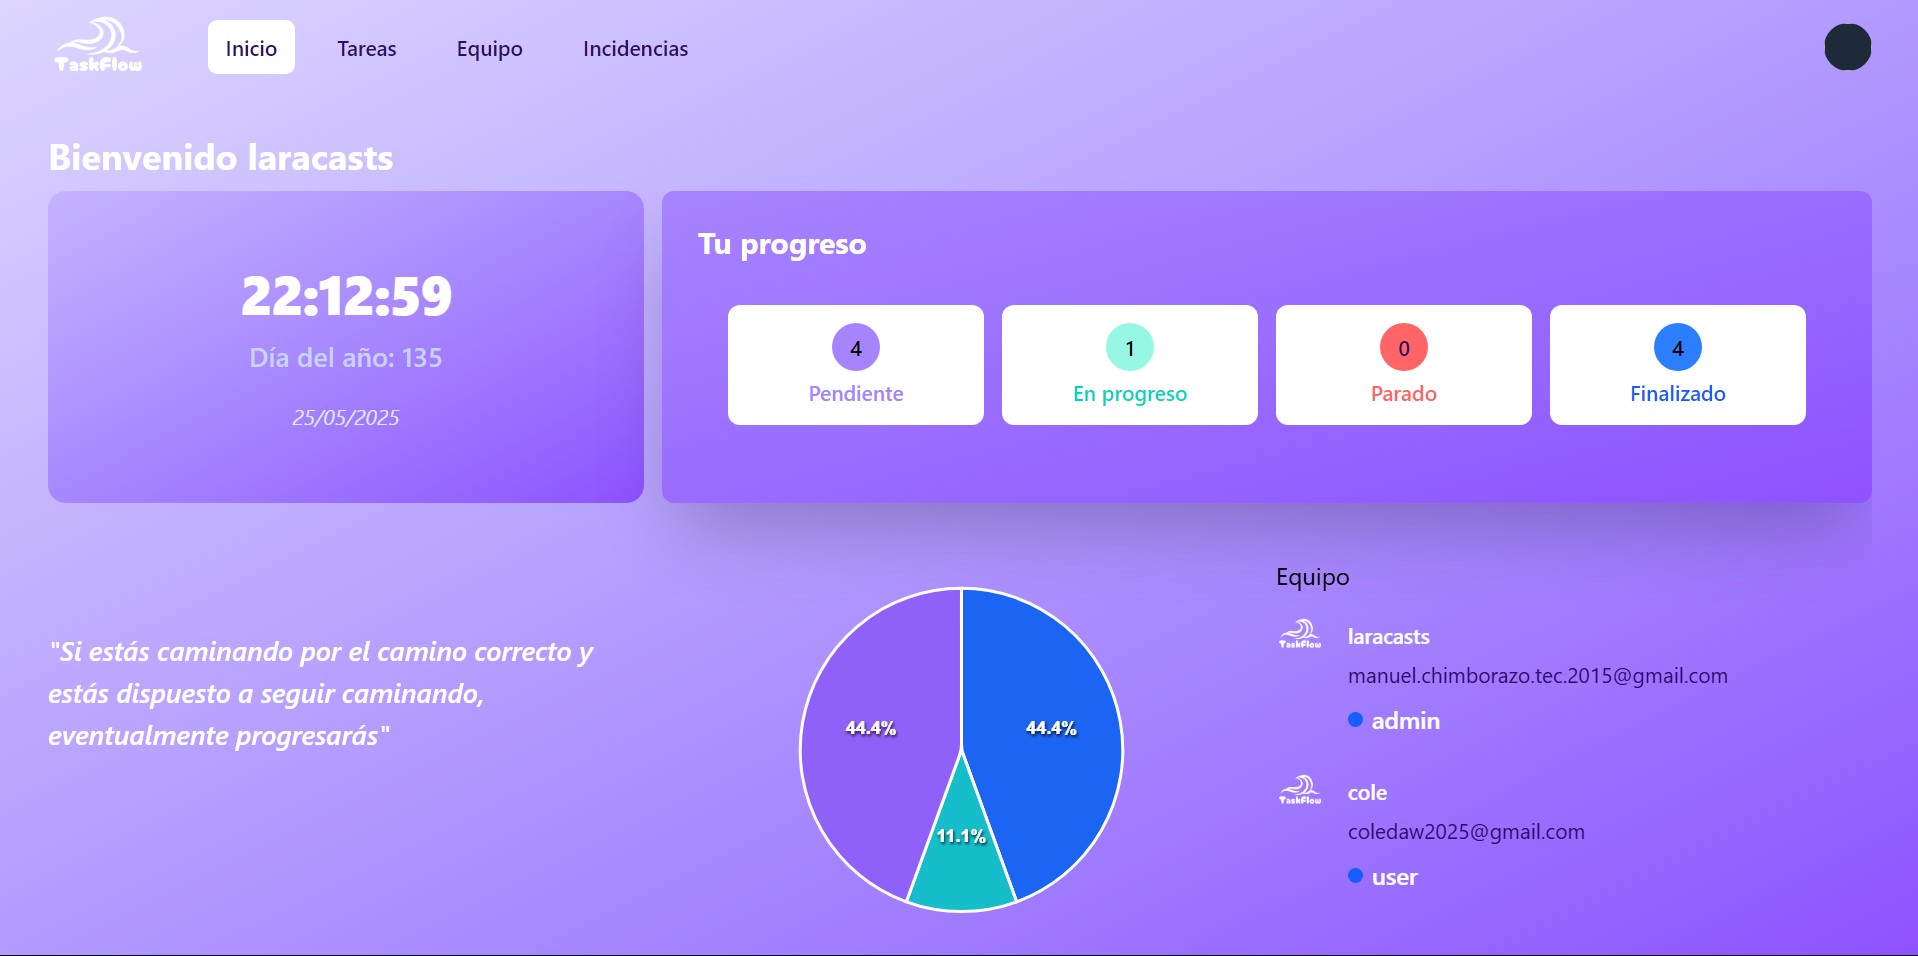 TaskFlow
Inicio
Tareas
Equipo
Incidencias
Bienvenido laracasts
22:12:59
Día del año: 135
25/05/2025
Tu progreso
4
Pendiente
1
En progreso
0
Parado
4
Finalizado
"Si estás caminando por el camino correcto y
estás dispuesto a seguir caminando,
eventualmente progresarás"
44.4%
44.4%
11.1%
Equipo
TaskFlow
laracasts
manuel.chimborazo.tec.2015@gmail.com
admin
TaskFlow
cole
coledaw2025@gmail.com
user